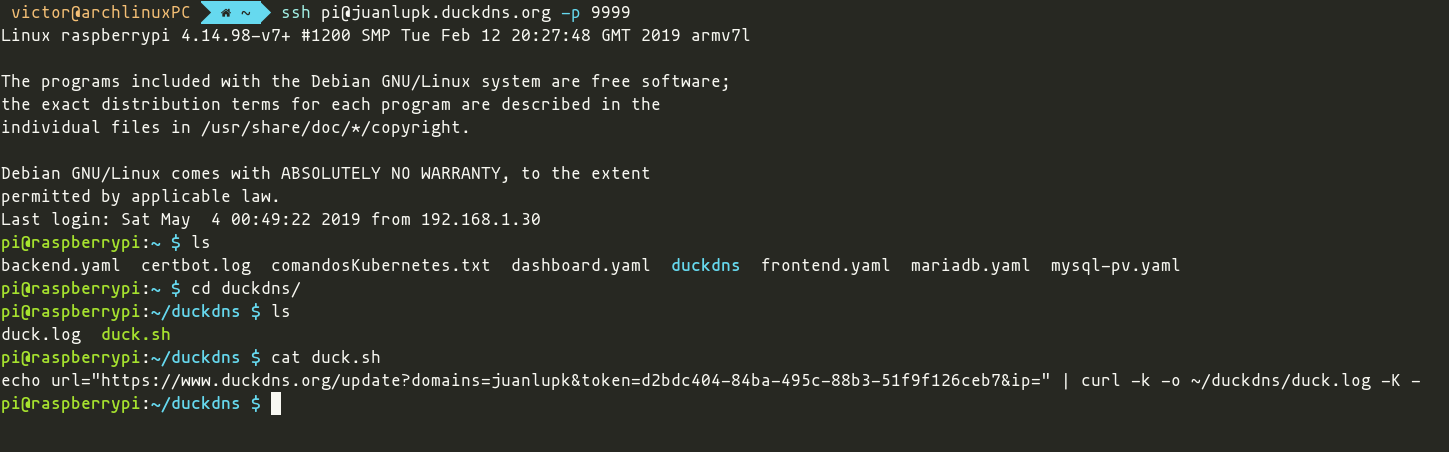 victor@archlinuxPC ~ ssh pi@juanlupk.duckdns.org -p 9999
Linux raspberrypi 4.14.98-v7+ #1200 SMP Tue Feb 12 20:27:48 GMT 2019 armv7l
The programs included with the Debian GNU/Linux system are free software;
the exact distribution terms for each program are described in the
individual files in /usr/share/doc/*/copyright.
Debian GNU/Linux comes with ABSOLUTELY NO WARRANTY, to the extent
permitted by applicable law.
Last login: Sat May  4 00:49:22 2019 from 192.168.1.30
pi@raspberrypi:~ $ ls
backend.yaml  certbot.log  comandosKubernetes.txt  dashboard.yaml  duckdns  frontend.yaml  mariadb.yaml  mysql-pv.yaml
pi@raspberrypi:~ $ cd duckdns/
pi@raspberrypi:~/duckdns $ ls
duck.log  duck.sh
pi@raspberrypi:~/duckdns $ cat duck.sh
echo url="https://www.duckdns.org/update?domains=juanlupk&token=d2bdc404-84ba-495c-88b3-51f9f126ceb7&ip=" | curl -k -o ~/duckdns/duck.log -K -
pi@raspberrypi:~/duckdns $